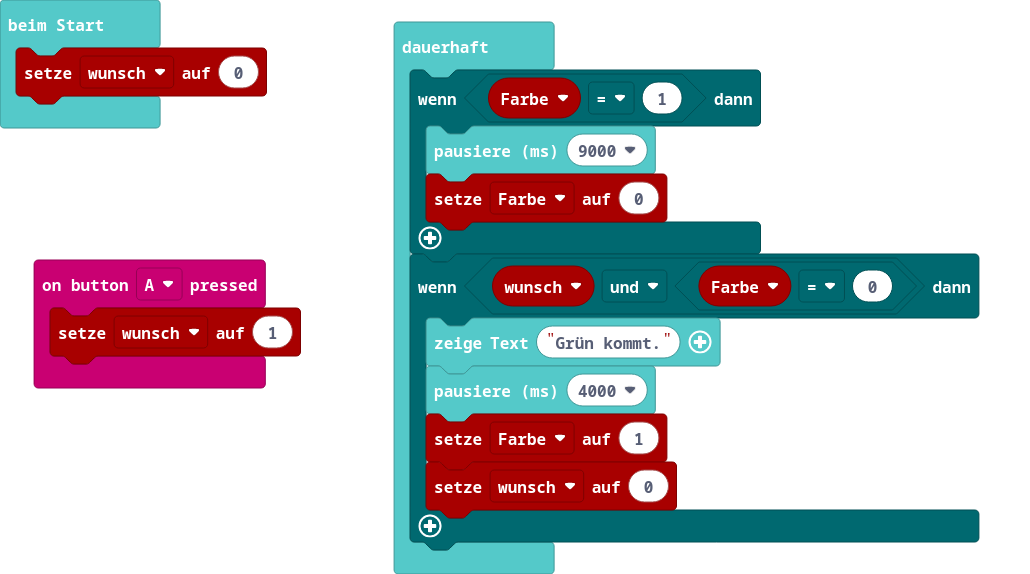 beim Start
setze wunsch auf 0
on button A pressed
setze wunsch auf 1
dauerhaft
wenn Farbe = 1 dann
pausiere (ms) 9000
setze Farbe auf 0
wenn wunsch und Farbe = 0 dann
zeige Text "Grün kommt."
pausiere (ms) 4000
setze Farbe auf 1
setze wunsch auf 0